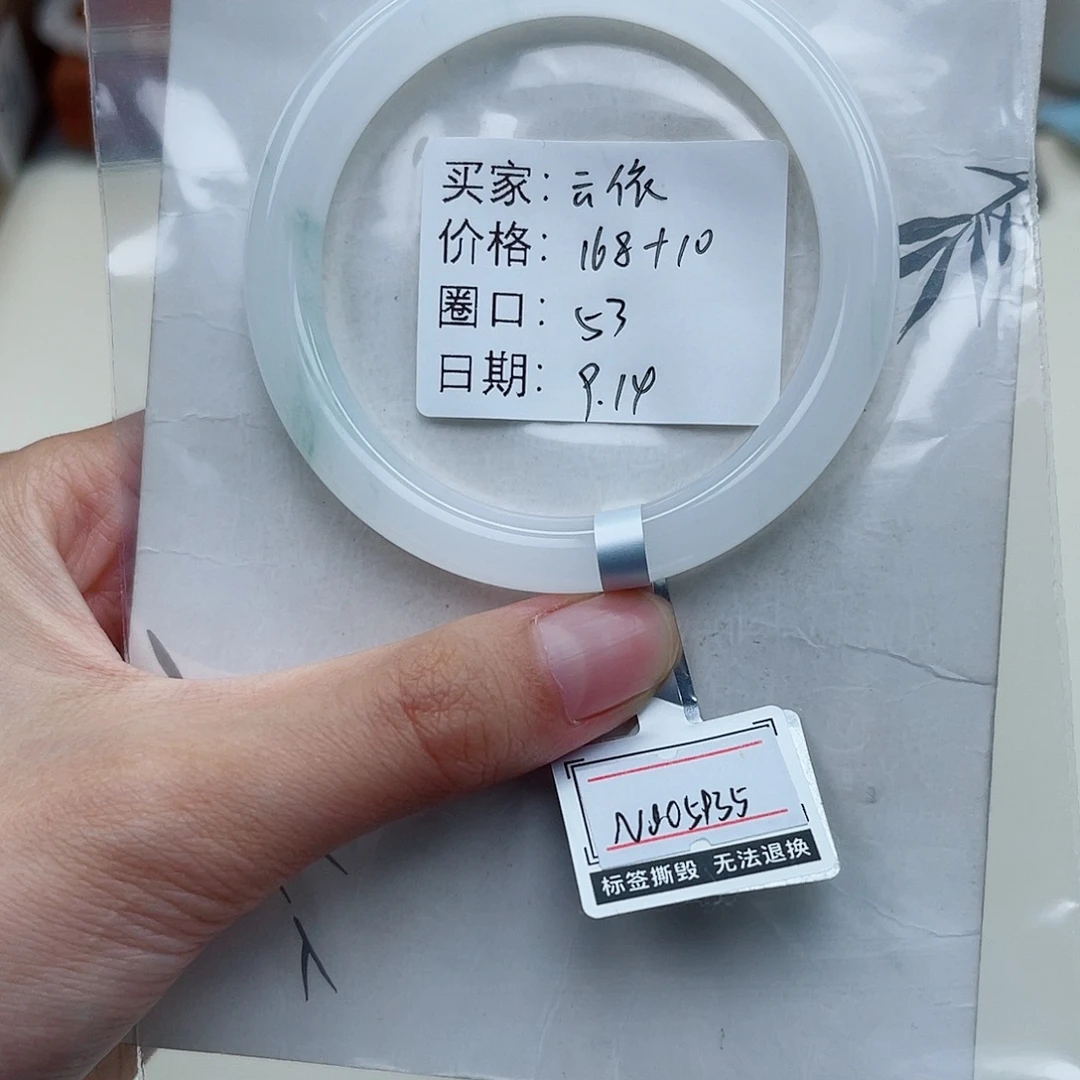 买家：云依
价格：168+10
圈口：53
日期：9.14
标签撕毁 无法退换